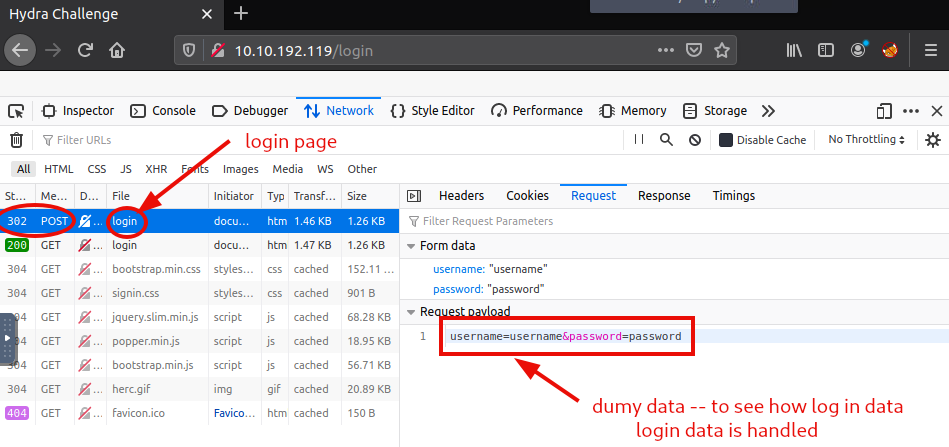 Hydra Challenge
10.10.192.119/login
Inspector Console Debugger Network Style Editor Performance Memory Storage
Filter URLs
Disable Cache No Throttling
login page
All HTML CSS JS XHR Fonts Images Media WS Other
St... Me... D... File Initiator Typ Transf... Size
302 POST ... login docu... htm 1.46 KB 1.26 KB
200 GET ... login docu... htm 1.47 KB 1.26 KB
304 GET ... bootstrap.min.css styles... css cached 152.11 ...
304 GET ... signin.css styles... css cached 901 B
304 GET ... jquery.slim.min.js script js cached 68.28 KB
304 GET ... popper.min.js script js cached 18.95 KB
304 GET ... bootstrap.min.js script js cached 56.71 KB
304 GET ... herc.gif img gif cached 20.89 KB
404 GET ... favicon.ico Favico... htm cached 150 B
Headers Cookies Request Response Timings
Filter Request Parameters
Form data
username: "username"
password: "password"
Request payload
1 username=username&password=password
dumy data -- to see how log in data
login data is handled